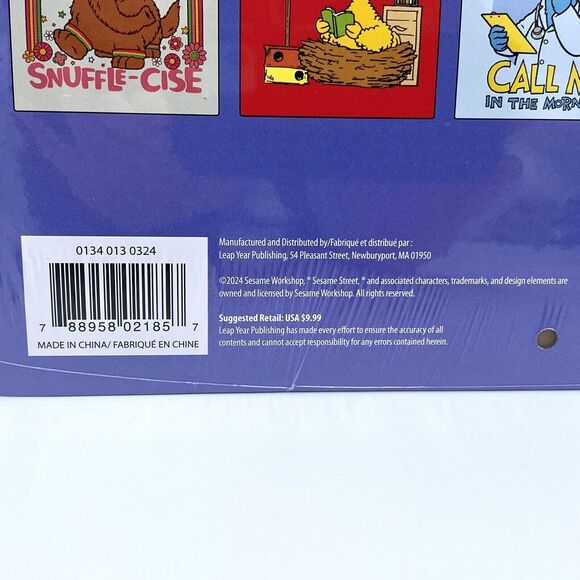 SNUFFLE-CISE
CALL M
IN THE MORN
0134 013 0324
7 88958 02185 7
MADE IN CHINA/ FABRIQUÉ EN CHINE
Manufactured and Distributed by/Fabriqué et distribué par :
Leap Year Publishing, 54 Pleasant Street, Newburyport, MA 01950
©2024 Sesame Workshop, ® Sesame Street, ® and associated characters, trademarks, and design elements are
owned and licensed by Sesame Workshop. All rights reserved.
Suggested Retail: USA $9.99
Leap Year Publishing has made every effort to ensure the accuracy of all
contents and cannot accept responsibility for any errors contained herein.